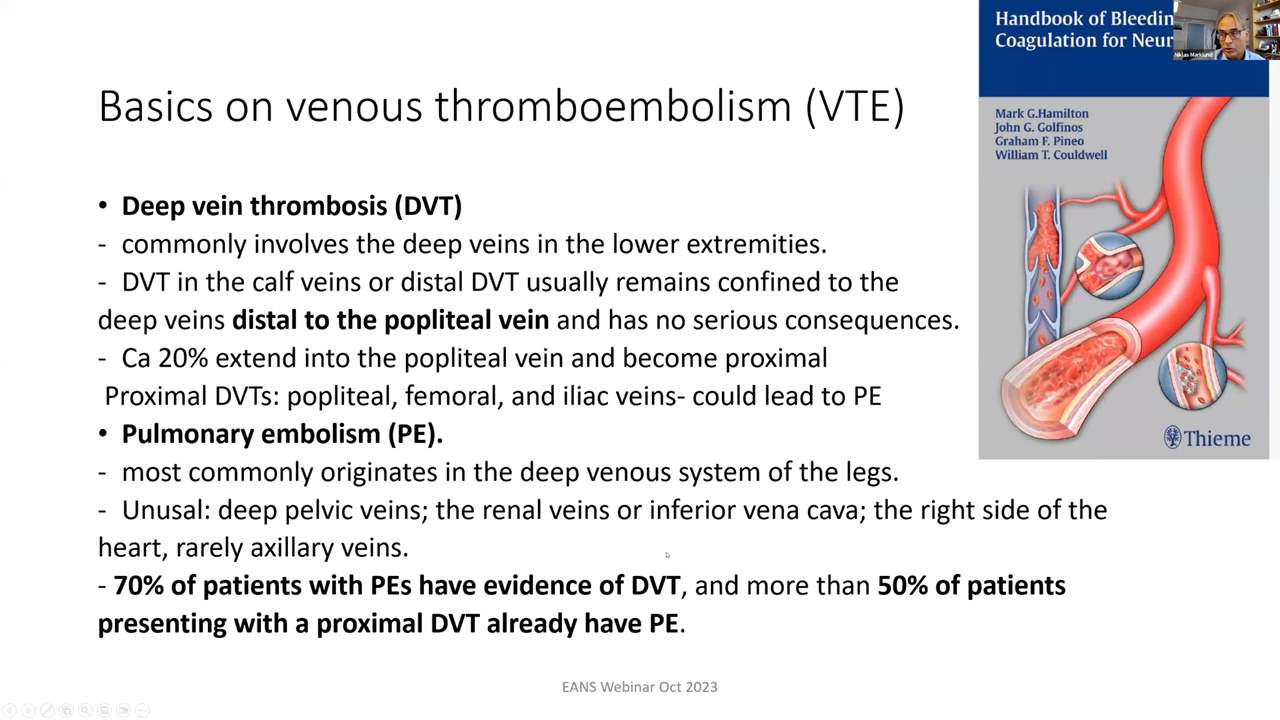 Handbook of Bleedin
Coagulation for Neur
Niklas Marklund
Basics on venous thromboembolism (VTE)
Mark G.Hamilton
John G. Golfinos
Graham F. Pineo
William T. Couldwell
• Deep vein thrombosis (DVT)
- commonly involves the deep veins in the lower extremities.
- DVT in the calf veins or distal DVT usually remains confined to the
deep veins distal to the popliteal vein and has no serious consequences.
- Ca 20% extend into the popliteal vein and become proximal
Proximal DVTs: popliteal, femoral, and iliac veins- could lead to PE
• Pulmonary embolism (PE).
Thieme
- most commonly originates in the deep venous system of the legs.
- Unusal: deep pelvic veins; the renal veins or inferior vena cava; the right side of the
heart, rarely axillary veins.
- 70% of patients with PEs have evidence of DVT, and more than 50% of patients
presenting with a proximal DVT already have PE.
EANS Webinar Oct 2023